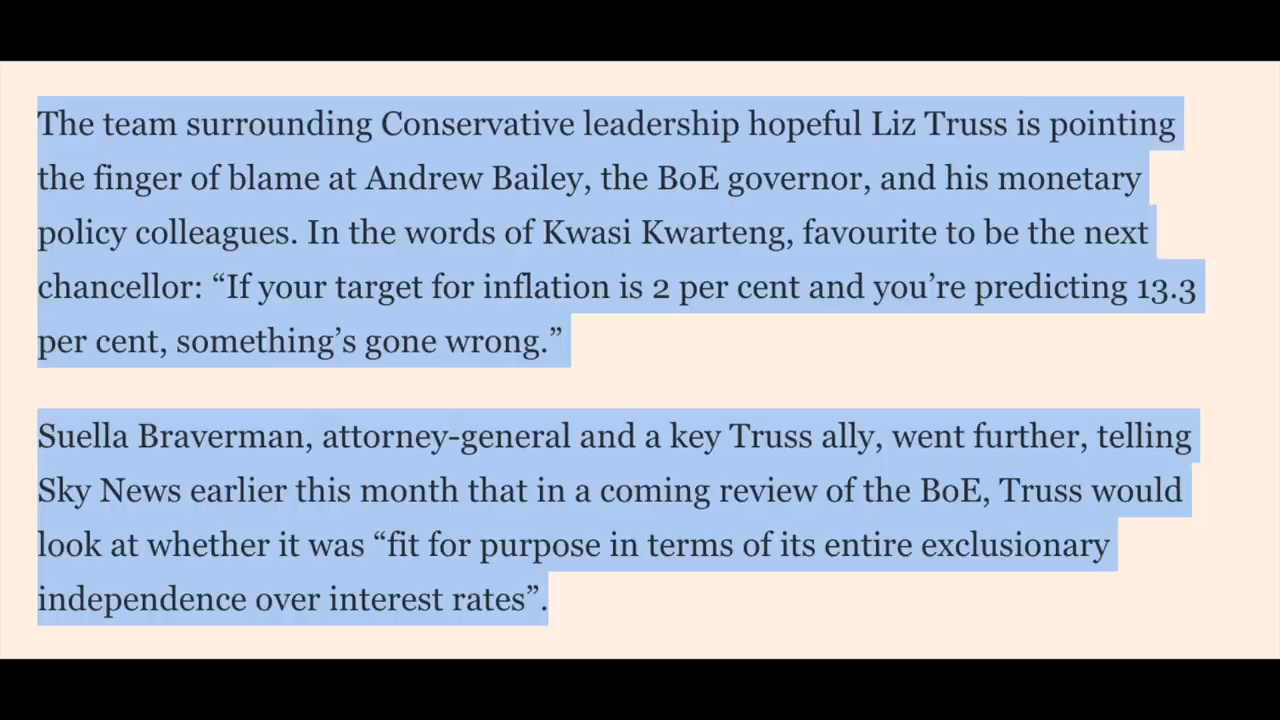 The team surrounding Conservative leadership hopeful Liz Truss is pointing
the finger of blame at Andrew Bailey, the BoE governor, and his monetary
policy colleagues. In the words of Kwasi Kwarteng, favourite to be the next
chancellor: “If your target for inflation is 2 per cent and you’re predicting 13.3
per cent, something’s gone wrong.”
Suella Braverman, attorney-general and a key Truss ally, went further, telling
Sky News earlier this month that in a coming review of the BoE, Truss would
look at whether it was “fit for purpose in terms of its entire exclusionary
independence over interest rates”.